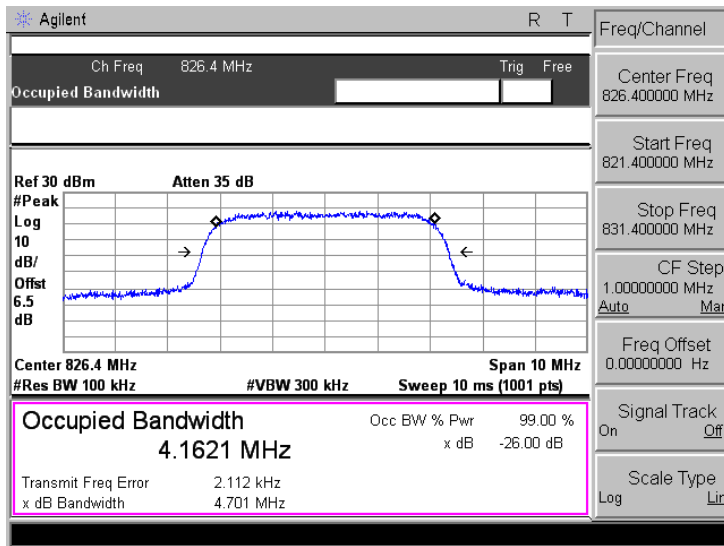 Agilent R T
Ch Freq 826.4 MHz Trig Free
Occupied Bandwidth
Ref 30 dBm Atten 35 dB
#Peak
Log
10
dB/
Offst
6.5
dB
Center 826.4 MHz Span 10 MHz
#Res BW 100 kHz #VBW 300 kHz Sweep 10 ms (1001 pts)
Occupied Bandwidth Occ BW % Pwr 99.00 %
4.1621 MHz x dB -26.00 dB
Transmit Freq Error 2.112 kHz
x dB Bandwidth 4.701 MHz
Freq/Channel
Center Freq
826.400000 MHz
Start Freq
821.400000 MHz
Stop Freq
831.400000 MHz
CF Step
1.00000000 MHz
Auto Mar
Freq Offset
0.00000000 Hz
Signal Track
On Off
Scale Type
Log Lin